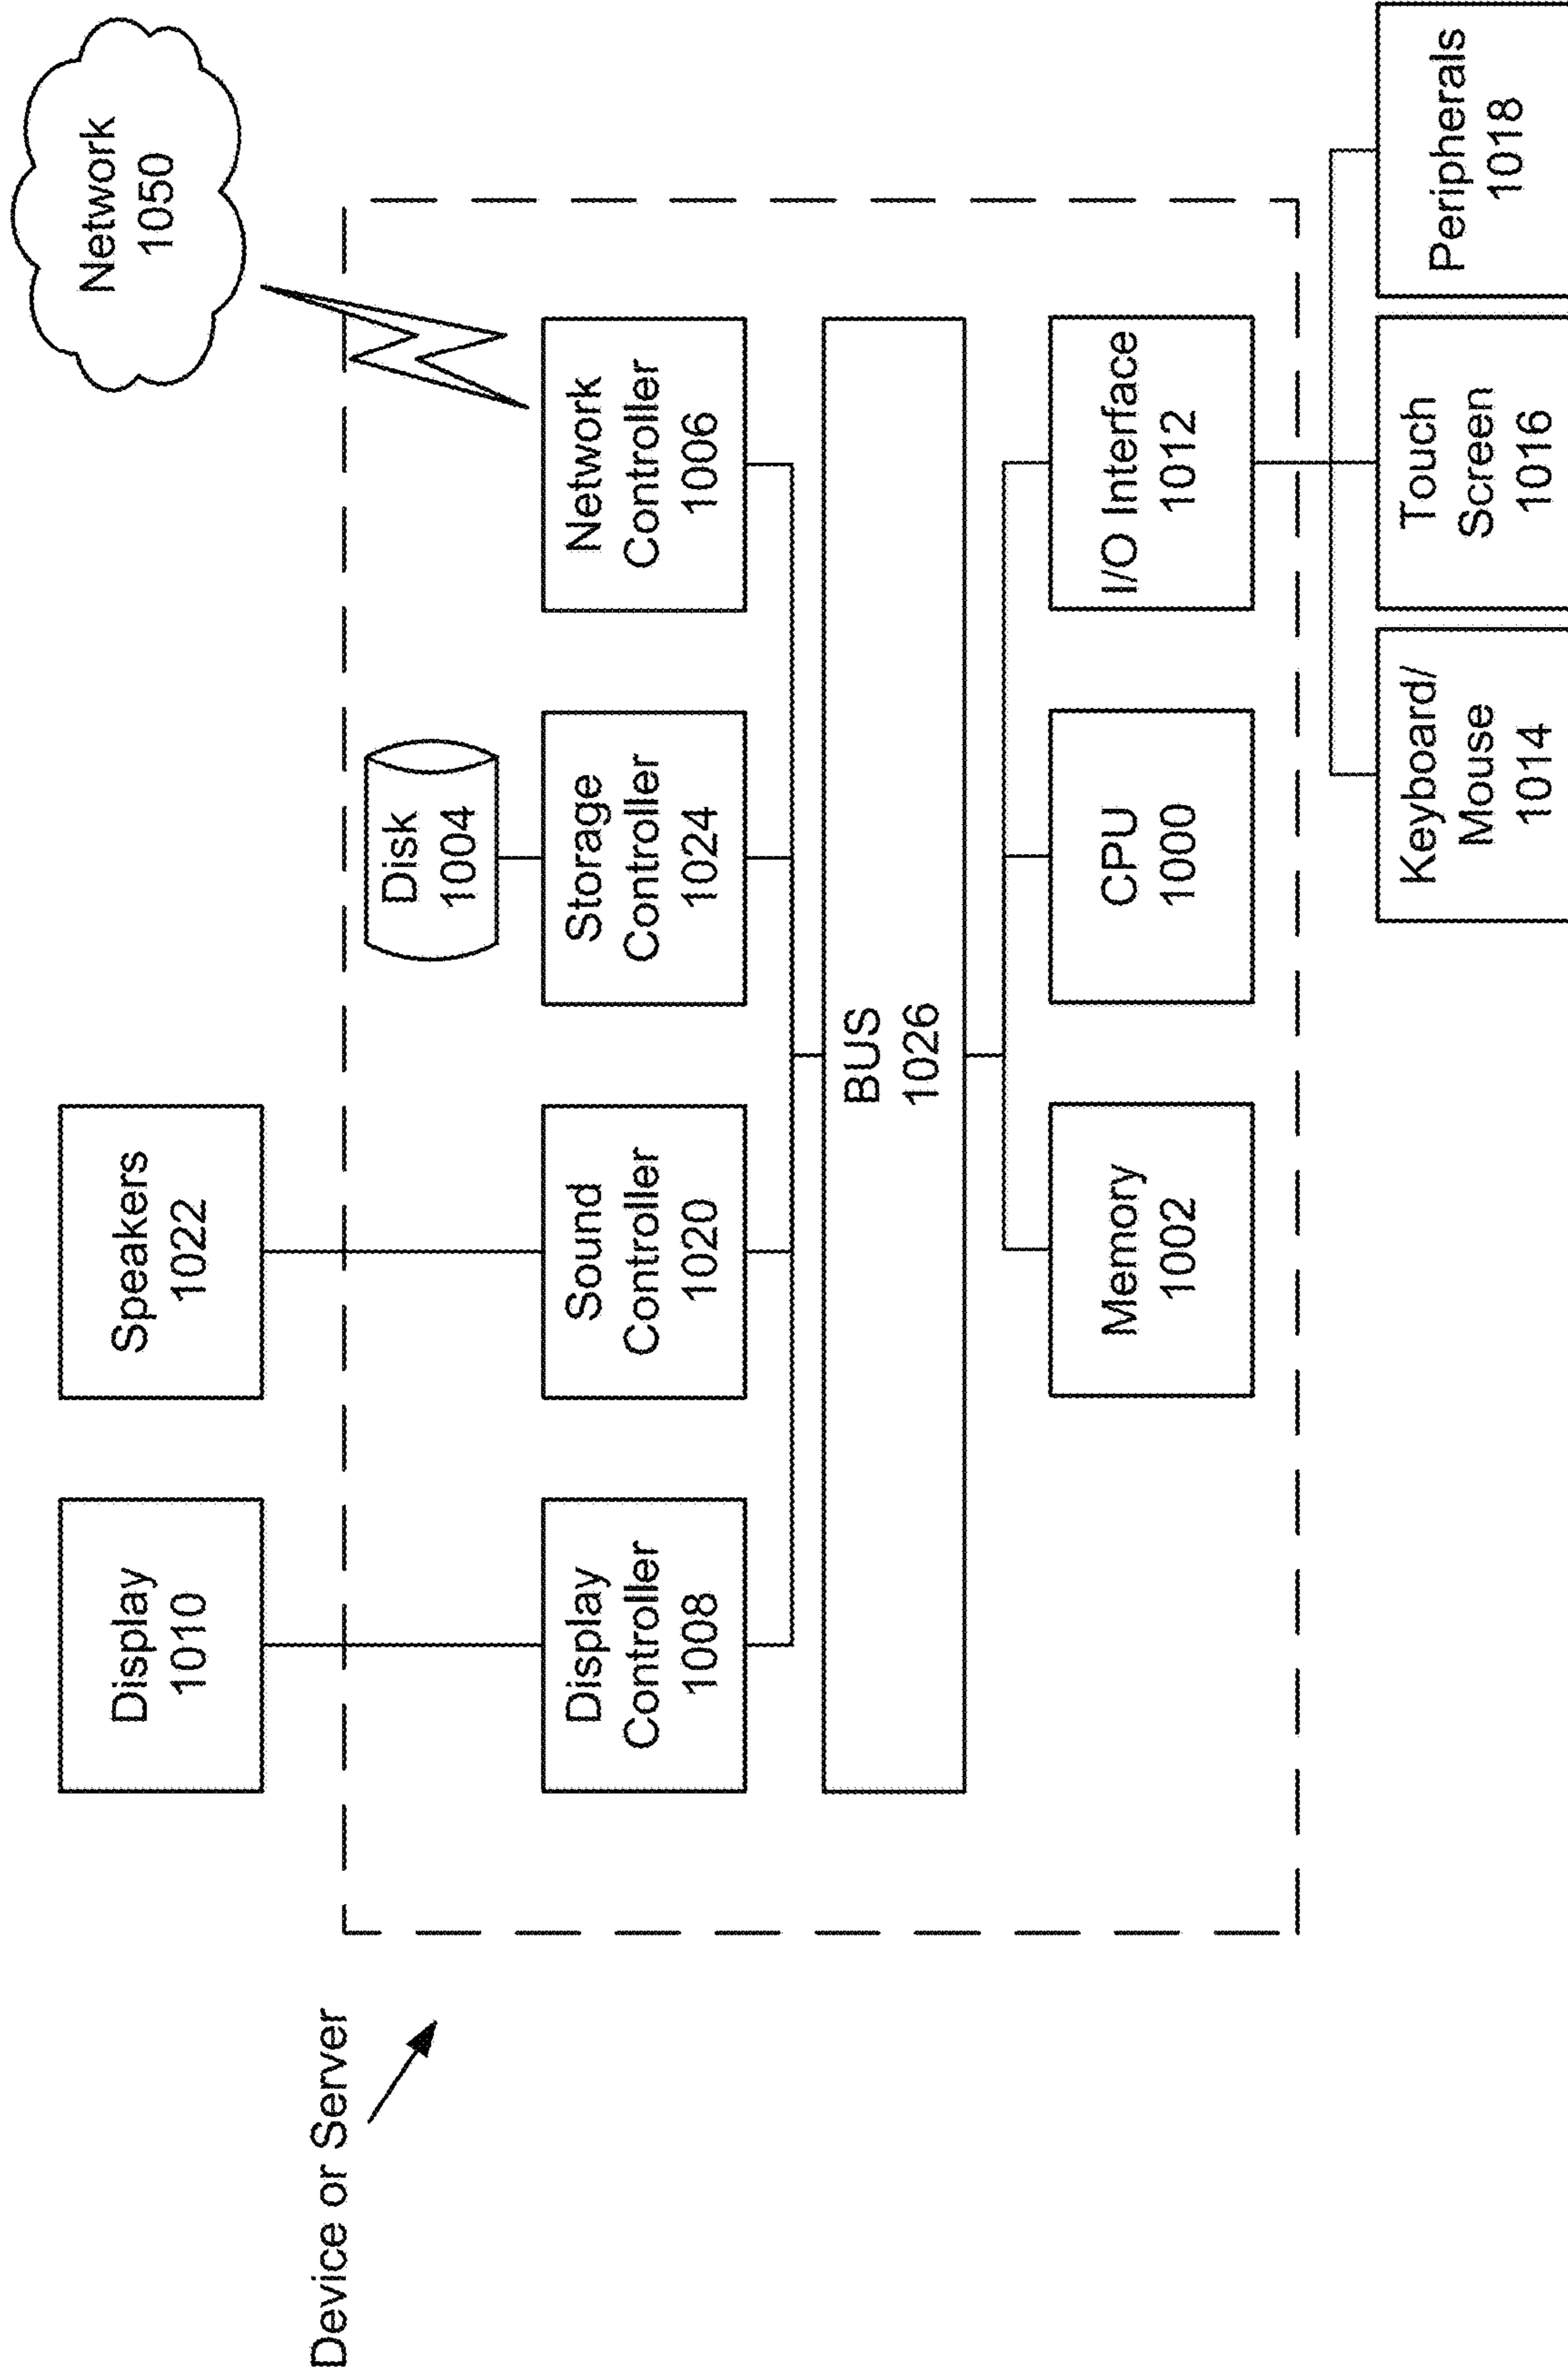 Device or Server
Display
1010
Speakers
1022
Network
1050
Disk
1004
Display
Controller
1008
Sound
Controller
1020
Storage
Controller
1024
Network
Controller
1006
BUS
1026
Memory
1002
CPU
1000
I/O Interface
1012
Keyboard/
Mouse
1014
Touch
Screen
1016
Peripherals
1018